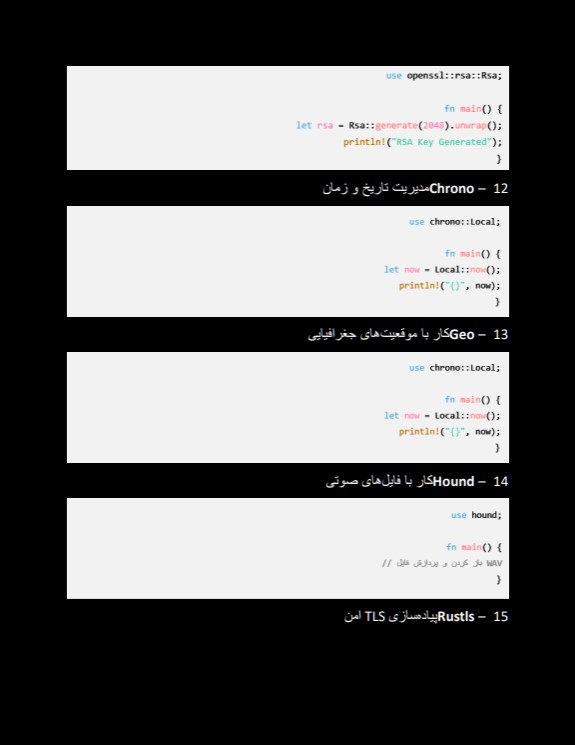 use openssl::rsa::Rsa;
fn main() {
let rsa = Rsa::generate(2048).unwrap();
println!("RSA Key Generated");
}
12 – Chronoمدیریت تاریخ و زمان
use chrono::Local;
fn main() {
let now = Local::now();
println!("{}", now);
}
13 – Geoکار با موقعیت‌های جغرافیایی
use chrono::Local;
fn main() {
let now = Local::now();
println!("{}", now);
}
14 – Houndکار با فایل‌های صوتی
use hound;
fn main() {
// باز کردن و پردازش فایل WAV
}
15 – Rustlsپیاده‌سازی TLS امن